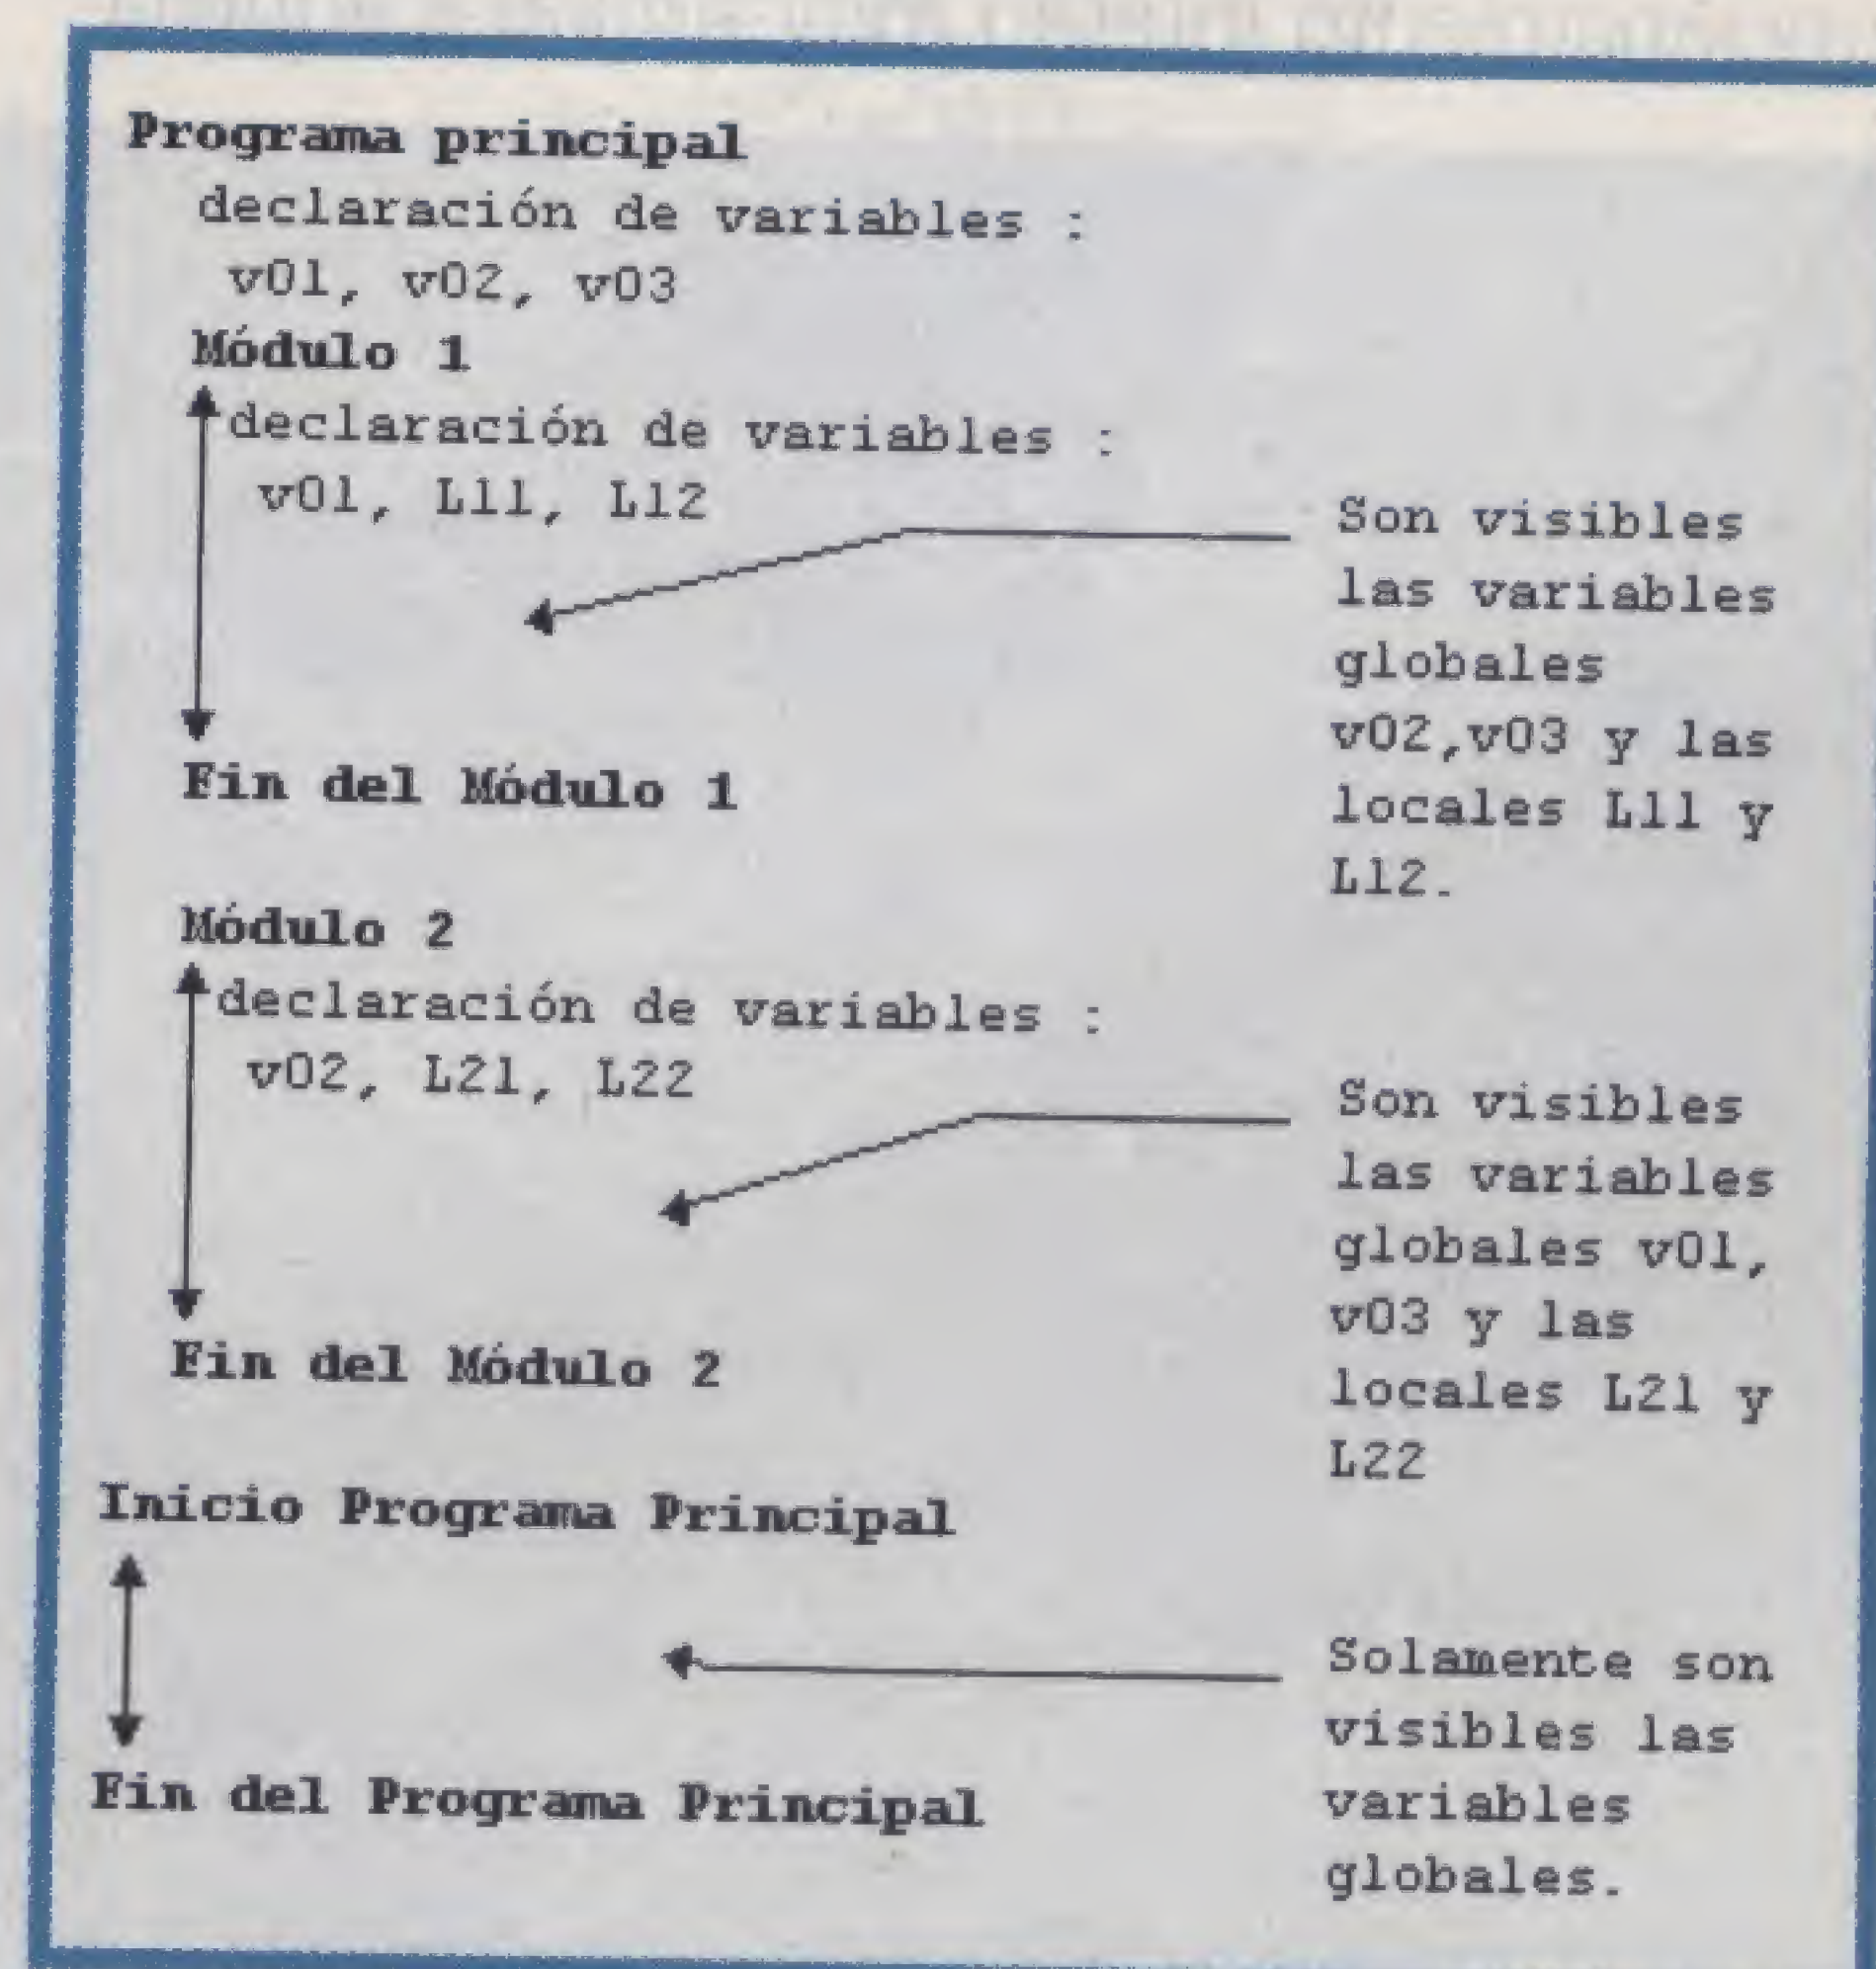 Programa principal
declaración de variables :
v01, v02, v03
Módulo 1
declaración de variables :
v01, L11, L12
Son visibles
las variables
globales
v02,v03 y las
locales L11 y
L12.
Fin del Módulo 1
Módulo 2
declaración de variables :
v02, L21, L22
Son visibles
las variables
globales v01,
v03 y las
locales L21 y
L22
Fin del Módulo 2
Inicio Programa Principal
Solamente son
visibles las
variables
globales.
Fin del Programa Principal